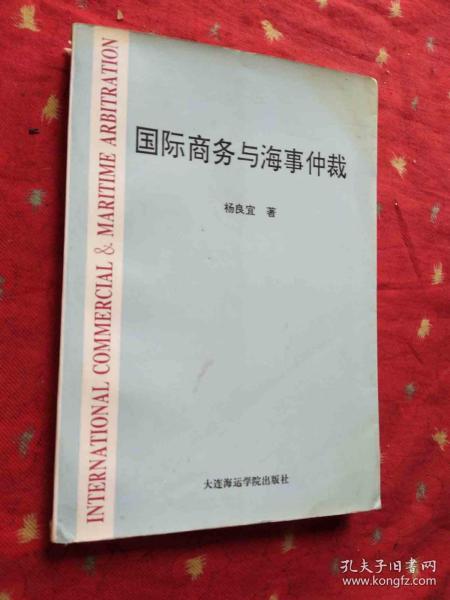 INTERNATIONAL COMMERCIAL & MARITIME ARBITRATION
国际商务与海事仲裁
杨良宜 著
大连海运学院出版社
孔夫子旧书网
www.kongfz.com